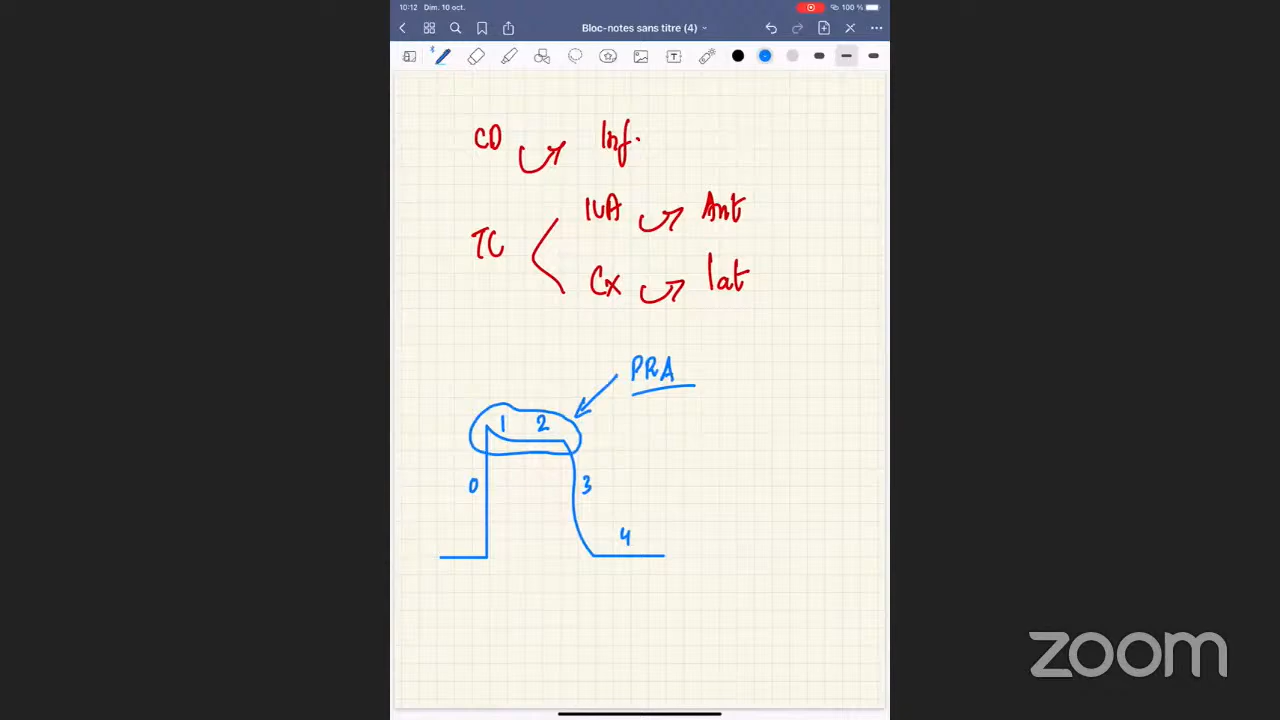 10:12 Dim. 10 oct.
100 %
Bloc-notes sans titre (4)
CD Inf.
IVA Ant
TC
Cx lat
PRA
1 2
0 3
4
zoom